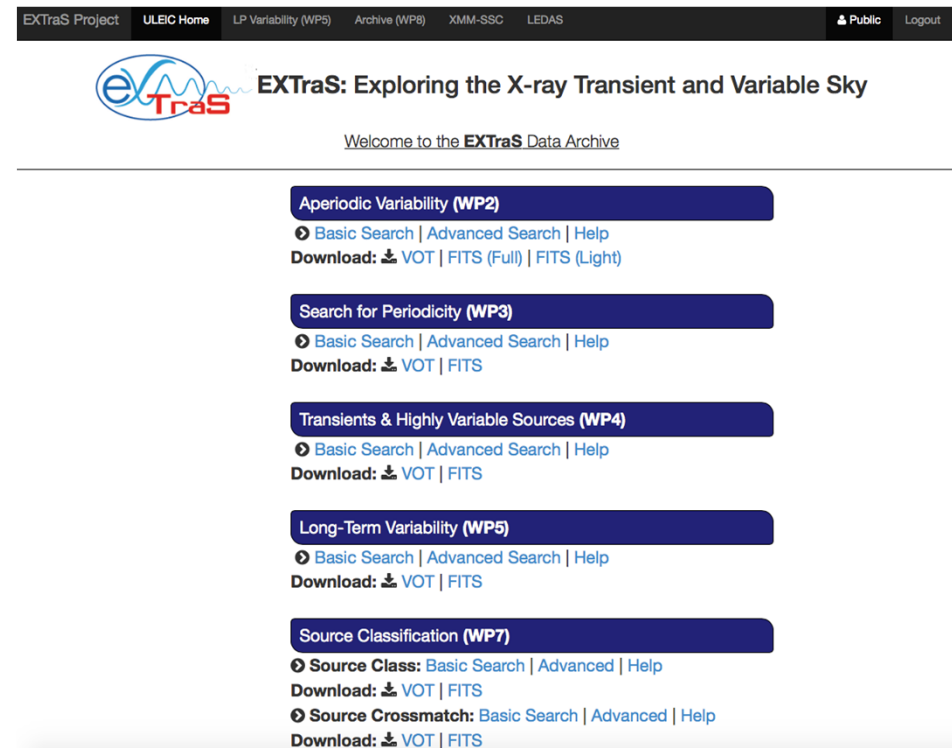 EXTraS Project ULEIC Home LP Variability (WP5) Archive (WP8) XMM-SSC LEDAS Public Logout
eXTraS EXTraS: Exploring the X-ray Transient and Variable Sky
Welcome to the EXTraS Data Archive
Aperiodic Variability (WP2)
Basic Search | Advanced Search | Help
Download: VOT | FITS (Full) | FITS (Light)
Search for Periodicity (WP3)
Basic Search | Advanced Search | Help
Download: VOT | FITS
Transients & Highly Variable Sources (WP4)
Basic Search | Advanced Search | Help
Download: VOT | FITS
Long-Term Variability (WP5)
Basic Search | Advanced Search | Help
Download: VOT | FITS
Source Classification (WP7)
Source Class: Basic Search | Advanced | Help
Download: VOT | FITS
Source Crossmatch: Basic Search | Advanced | Help
Download: VOT | FITS